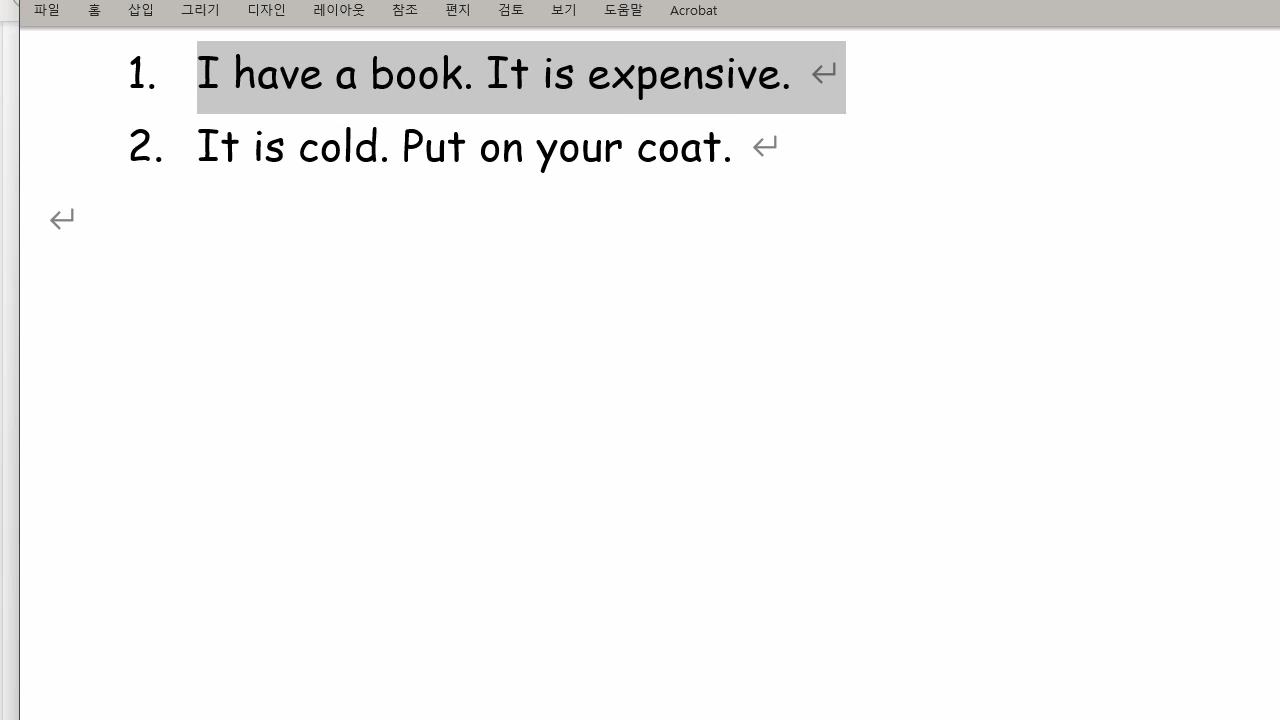 파일 홈 삽입 그리기 디자인 레이아웃 참조 편지 검토 보기 도움말 Acrobat
1. I have a book. It is expensive.
2. It is cold. Put on your coat.